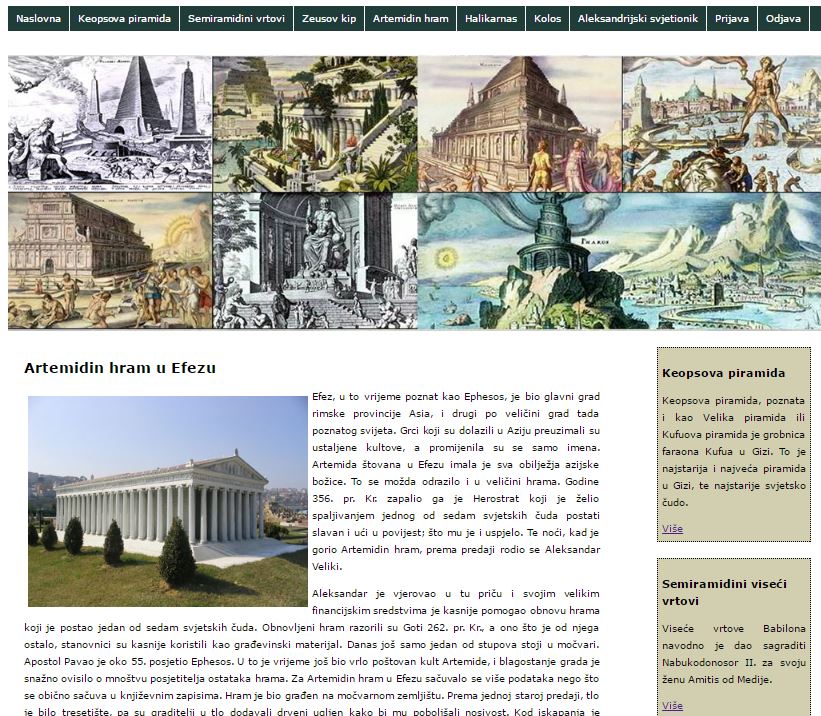 Naslovna Keopsova piramida Semiramidini vrtovi Zeusov kip Artemidin hram Halikarnas Kolos Aleksandrijski svjetionik Prijava Odjava
PHAROS
Artemidin hram u Efezu
Efez, u to vrijeme poznat kao Ephesos, je bio glavni grad
rimske provincije Asia, i drugi po veličini grad tada
poznatog svijeta. Grci koji su dolazili u Aziju preuzimali su
ustaljene kultove, a promijenila su se samo imena.
Artemida štovana u Efezu imala je sva obilježja azijske
božice. To se možda odrazilo i u veličini hrama. Godine
356. pr. Kr. zapalio ga je Herostrat koji je želio
spaljivanjem jednog od sedam svjetskih čuda postati
slavan i ući u povijest; što mu je i uspjelo. Te noći, kad je
gorio Artemidin hram, prema predaji rodio se Aleksandar
Veliki.
Aleksandar je vjerovao u tu priču i svojim velikim
financijskim sredstvima je kasnije pomogao obnovu hrama
koji je postao jedan od sedam svjetskih čuda. Obnovljeni hram razorili su Goti 262. pr. Kr., a ono što je od njega
ostalo, stanovnici su kasnije koristili kao građevinski materijal. Danas još samo jedan od stupova stoji u močvari.
Apostol Pavao je oko 55. posjetio Ephesos. U to je vrijeme još bio vrlo poštovan kult Artemide, i blagostanje grada je
snažno ovisilo o mnoštvu posjetitelja ostataka hrama. Za Artemidin hram u Efezu sačuvalo se više podataka nego što
se obično sačuva u književnim zapisima. Hram je bio građen na močvarnom zemljištu. Prema jednoj staroj predaji, tlo
je bilo tresetište, pa su graditelji u tlo dodavali drveni ugljen kako bi mu poboljšali nosivost. Kod iskapanja je
Keopsova piramida
Keopsova piramida, poznata
i kao Velika piramida ili
Kufuova piramida je grobnica
faraona Kufua u Gizi. To je
najstarija i najveća piramida
u Gizi, te najstarije svjetsko
čudo.
Više
Semiramidini viseći
vrtovi
Viseće vrtove Babilona
navodno je dao sagraditi
Nabukodonosor II. za svoju
ženu Amitis od Medije.
Više